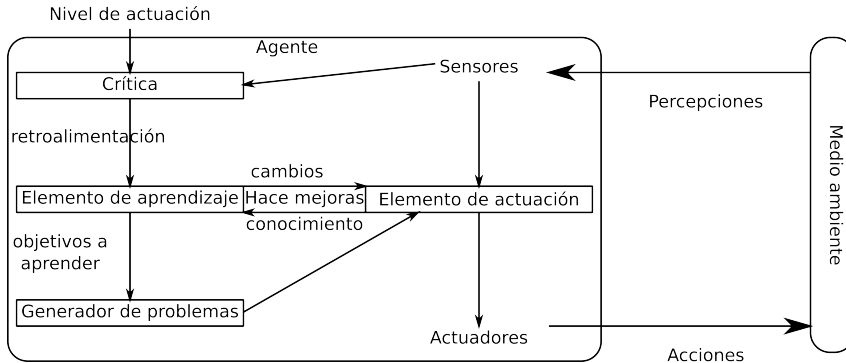 Nivel de actuación
Agente
Sensores
Crítica
Percepciones
retroalimentación
cambios
Elemento de aprendizaje
Hace mejoras
Elemento de actuación
conocimiento
objetivos a
aprender
Generador de problemas
Actuadores
Acciones
Medio ambiente